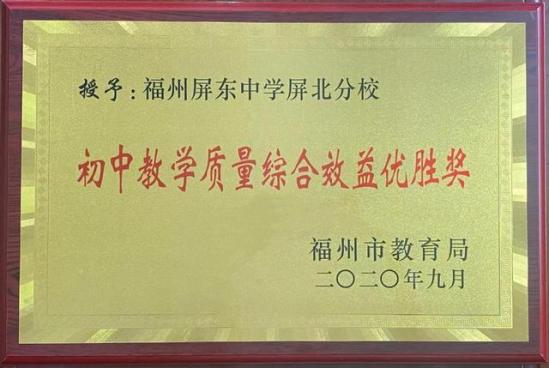 授予：福州屏东中学屏北分校
初中教学质量综合效益优胜奖
福州市教育局
二〇二〇年九月